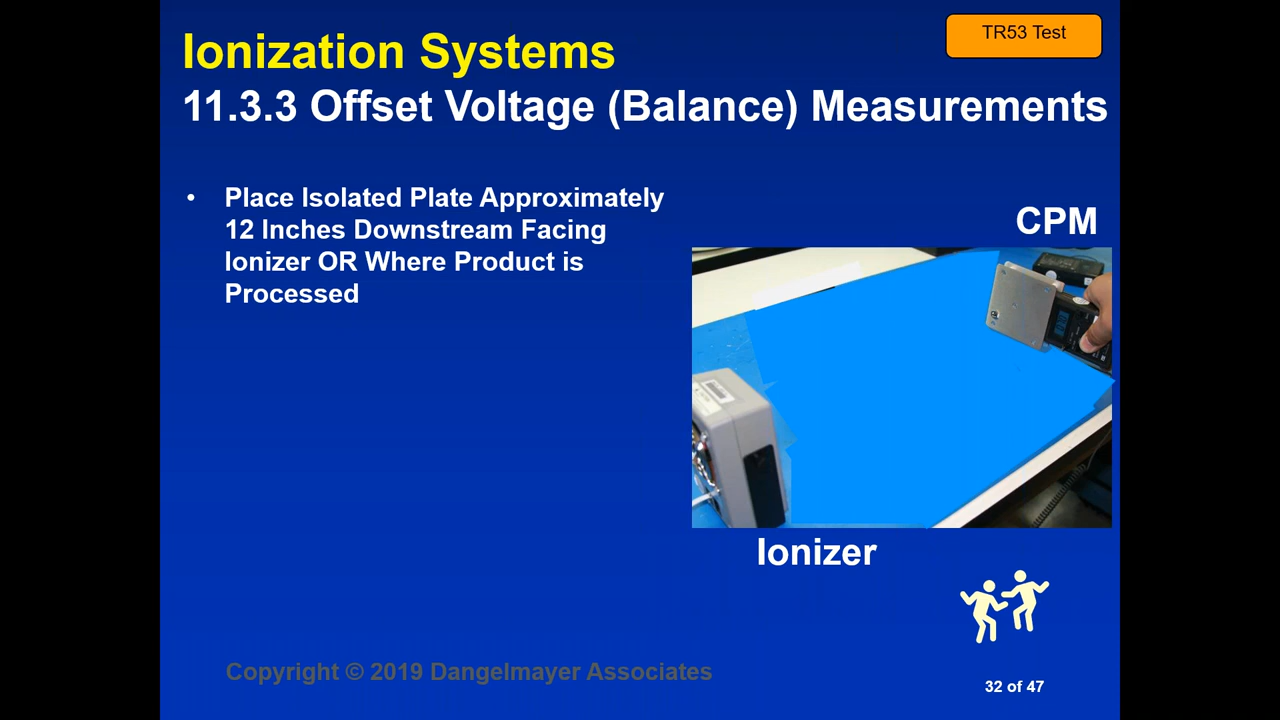 TR53 Test
Ionization Systems
11.3.3 Offset Voltage (Balance) Measurements
• Place Isolated Plate Approximately
12 Inches Downstream Facing
Ionizer OR Where Product is
Processed
CPM
Ionizer
Copyright © 2019 Dangelmayer Associates
32 of 47